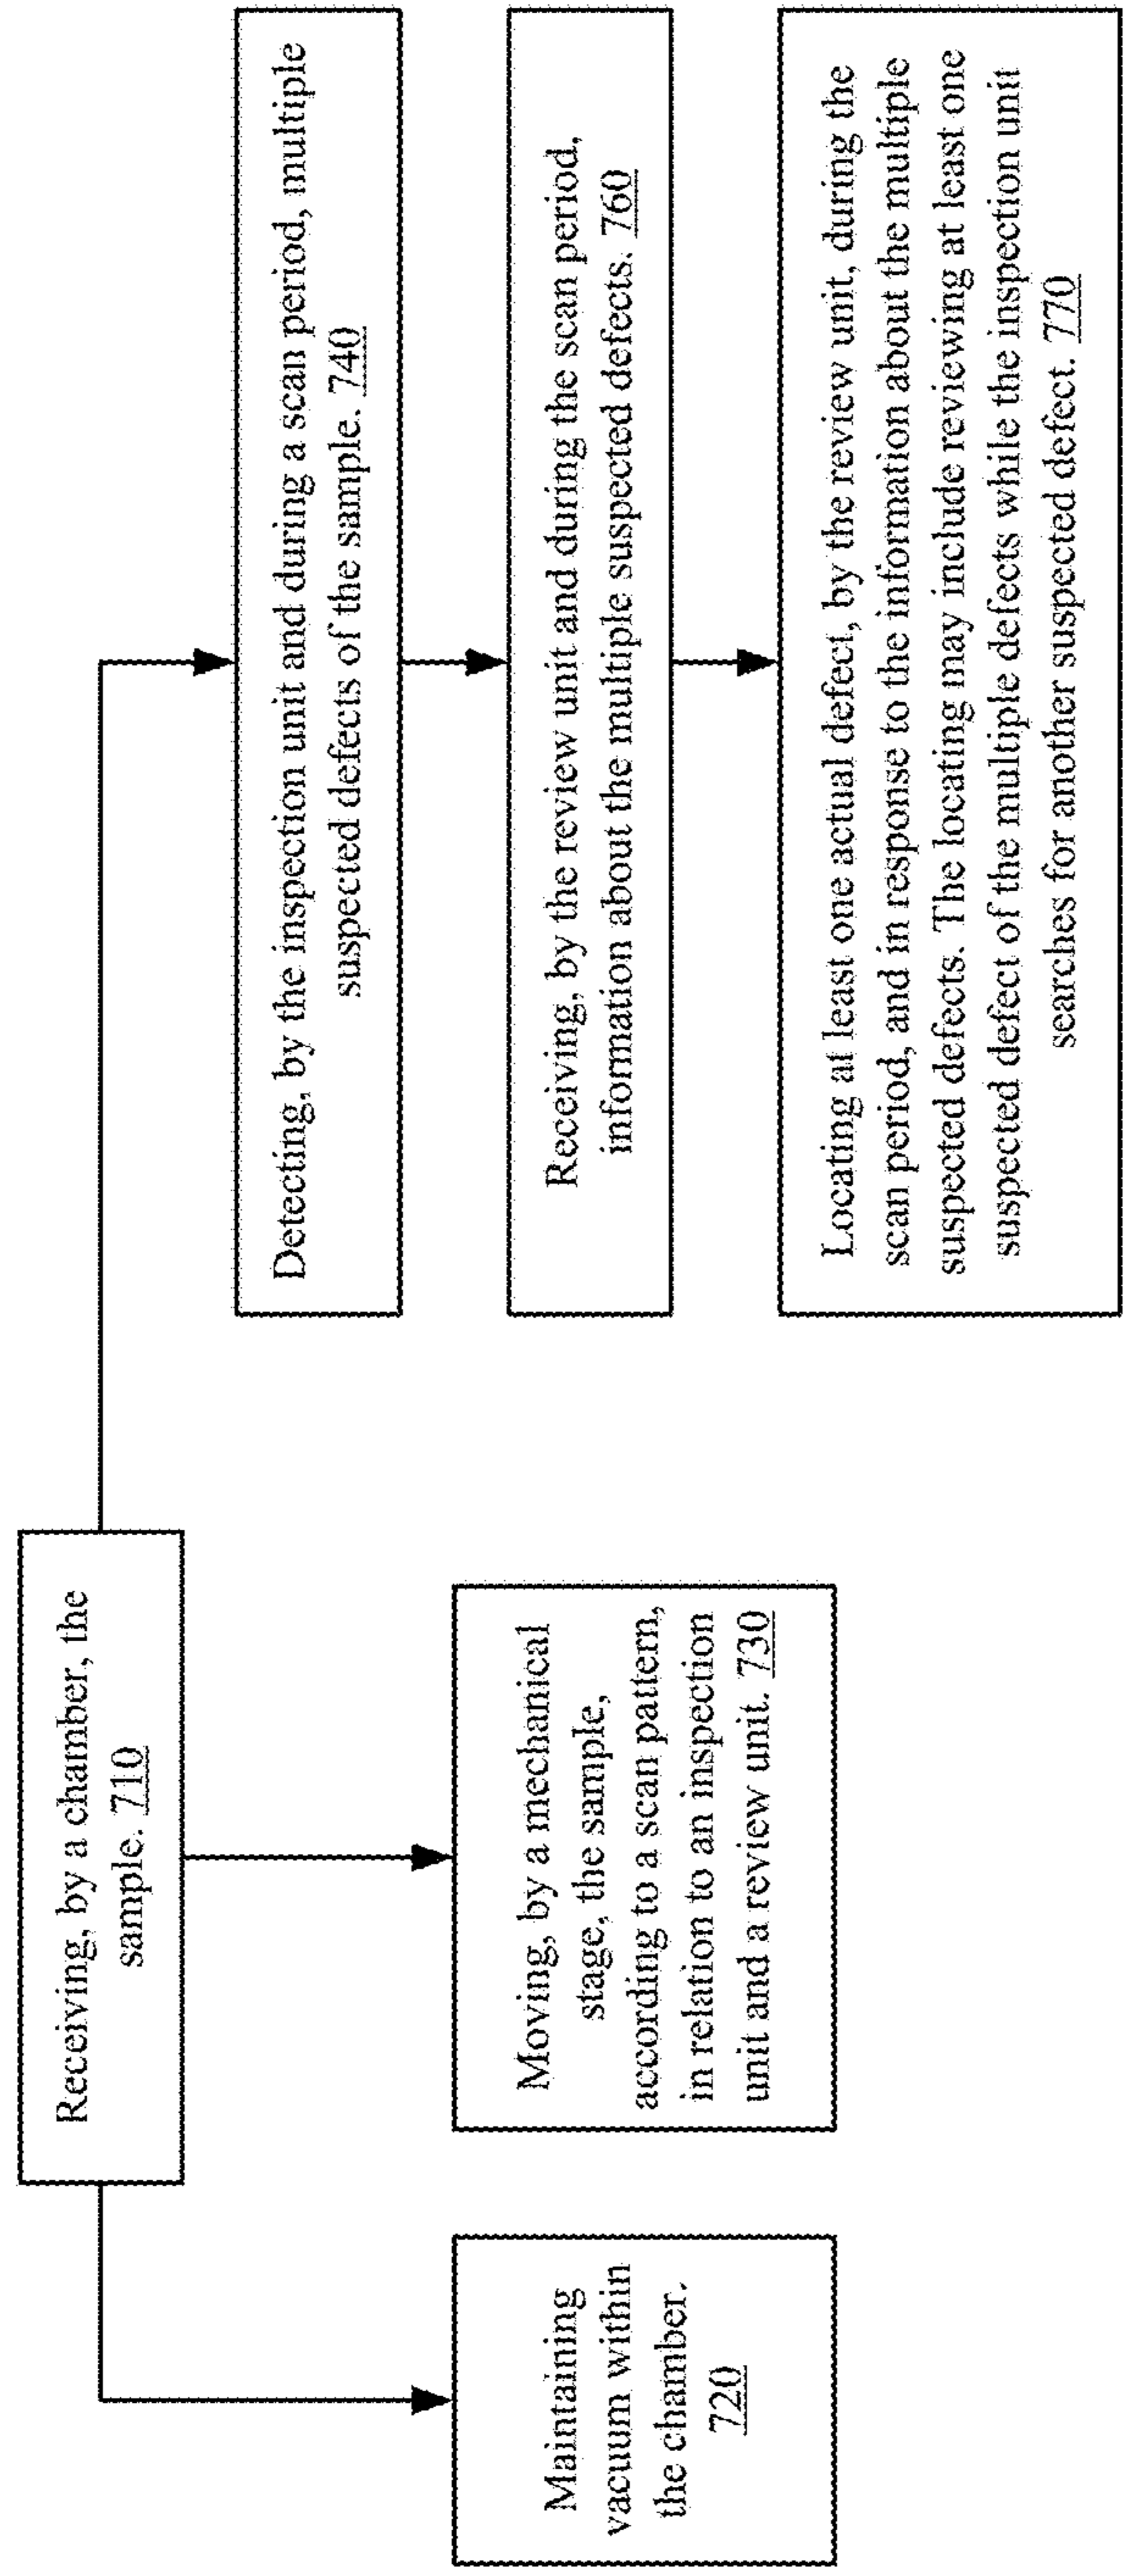 Receiving, by a chamber, the
sample. 710
Maintaining
vacuum within
the chamber.
720
Moving, by a mechanical
stage, the sample,
according to a scan pattern,
in relation to an inspection
unit and a review unit. 730
Detecting, by the inspection unit and during a scan period, multiple
suspected defects of the sample. 740
Receiving, by the review unit and during the scan period,
information about the multiple suspected defects. 760
Locating at least one actual defect, by the review unit, during the
scan period, and in response to the information about the multiple
suspected defects. The locating may include reviewing at least one
suspected defect of the multiple defects while the inspection unit
searches for another suspected defect. 770